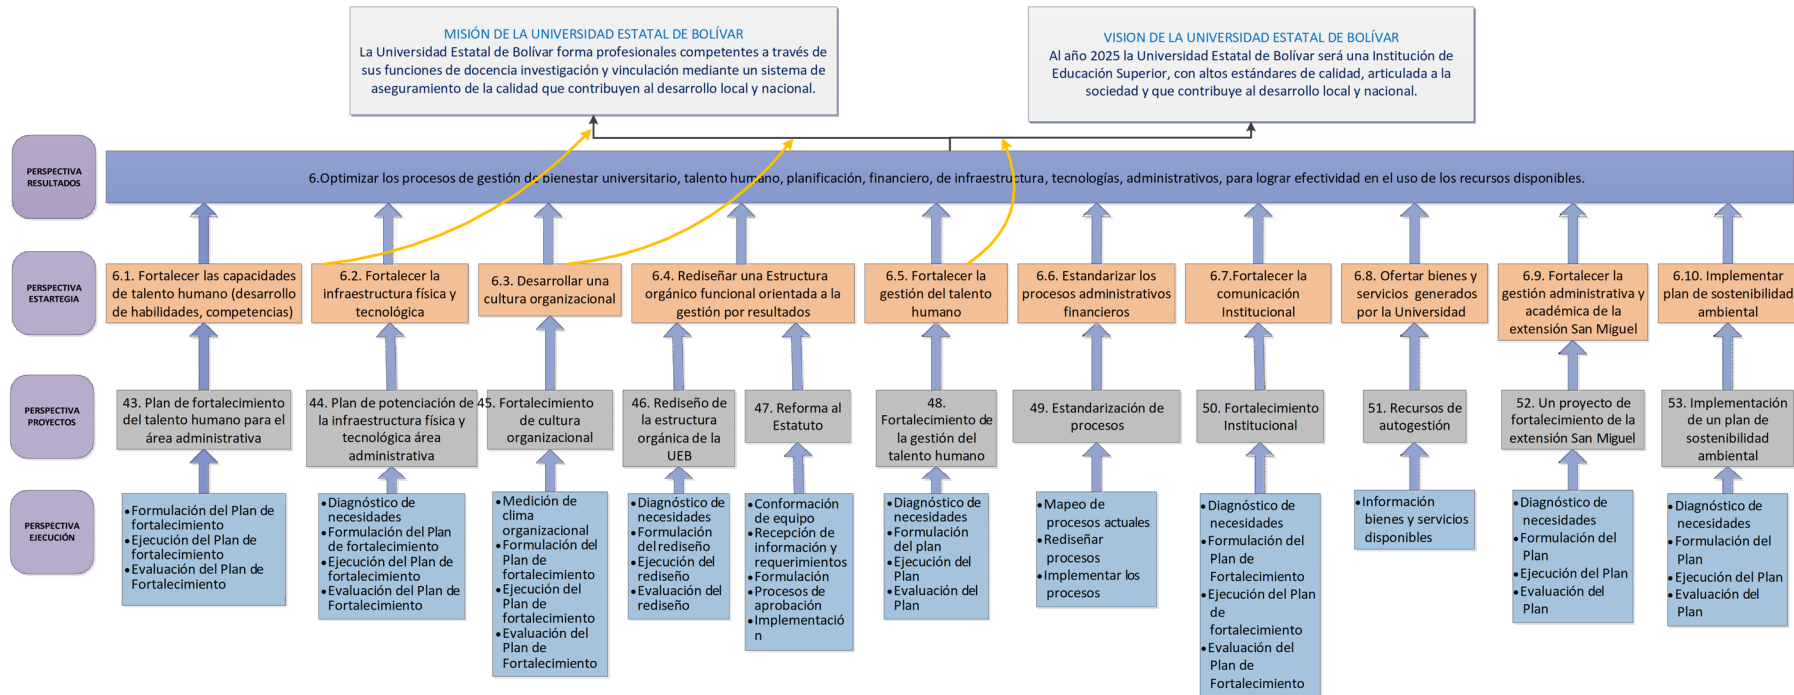 MISIÓN DE LA UNIVERSIDAD ESTATAL DE BOLÍVAR
La Universidad Estatal de Bolívar forma profesionales competentes a través de
sus funciones de docencia investigación y vinculación mediante un sistema de
aseguramiento de la calidad que contribuyen al desarrollo local y nacional.
VISION DE LA UNIVERSIDAD ESTATAL DE BOLÍVAR
Al año 2025 la Universidad Estatal de Bolívar será una Institución de
Educación Superior, con altos estándares de calidad, articulada a la
sociedad y que contribuye al desarrollo local y nacional.
PERSPECTIVA
RESULTADOS
6.Optimizar los procesos de gestión de bienestar universitario, talento humano, planificación, financiero, de infraestructura, tecnologías, administrativos, para lograr efectividad en el uso de los recursos disponibles.
PERSPECTIVA
ESTARTEGIA
6.1. Fortalecer las capacidades
de talento humano (desarrollo
de habilidades, competencias)
6.2. Fortalecer la
infraestructura física y
tecnológica
6.3. Desarrollar una
cultura organizacional
6.4. Rediseñar una Estructura
orgánico funcional orientada a la
gestión por resultados
6.5. Fortalecer la
gestión del talento
humano
6.6. Estandarizar los
procesos administrativos
financieros
6.7.Fortalecer la
comunicación
Institucional
6.8. Ofertar bienes y
servicios generados
por la Universidad
6.9. Fortalecer la
gestión administrativa y
académica de la
extensión San Miguel
6.10. Implementar
plan de sostenibilidad
ambiental
PERSPECTIVA
PROYECTOS
43. Plan de fortalecimiento
del talento humano para el
área administrativa
44. Plan de potenciación de
la infraestructura física y
tecnológica área
administrativa
45. Fortalecimiento
de cultura
organizacional
46. Rediseño de
la estructura
orgánica de la
UEB
47. Reforma al
Estatuto
48.
Fortalecimiento de
la gestión del
talento humano
49. Estandarización de
procesos
50. Fortalecimiento
Institucional
51. Recursos de
autogestión
52. Un proyecto de
fortalecimiento de la
extensión San Miguel
53. Implementación
de un plan de
sostenibilidad
ambiental
PERSPECTIVA
EJECUCIÓN
•Formulación del Plan de
fortalecimiento
•Ejecución del Plan de
fortalecimiento
•Evaluación del Plan de
Fortalecimiento
•Diagnóstico de
necesidades
•Formulación del Plan
de fortalecimiento
•Ejecución del Plan de
fortalecimiento
•Evaluación del Plan de
Fortalecimiento
•Medición de
clima
organizacional
•Formulación del
Plan de
fortalecimiento
•Ejecución del
Plan de
fortalecimiento
•Evaluación del
Plan de
Fortalecimiento
•Diagnóstico de
necesidades
•Formulación
del rediseño
•Ejecución del
rediseño
•Evaluación del
rediseño
•Conformación
de equipo
•Recepción de
información y
requerimientos
•Formulación
•Procesos de
aprobación
•Implementació
n
•Diagnóstico de
necesidades
•Formulación
del plan
•Ejecución del
Plan
•Evaluación del
Plan
•Mapeo de
procesos actuales
•Rediseñar
procesos
•Implementar los
procesos
•Diagnóstico de
necesidades
•Formulación del
Plan de
Fortalecimiento
•Ejecución del Plan
de
fortalecimiento
•Evaluación del
Plan de
Fortalecimiento
•Información
bienes y servicios
disponibles
•Diagnóstico de
necesidades
•Formulación del
Plan
•Ejecución del Plan
•Evaluación del
Plan
•Diagnóstico de
necesidades
•Formulación del
Plan
•Ejecución del Plan
•Evaluación del
Plan